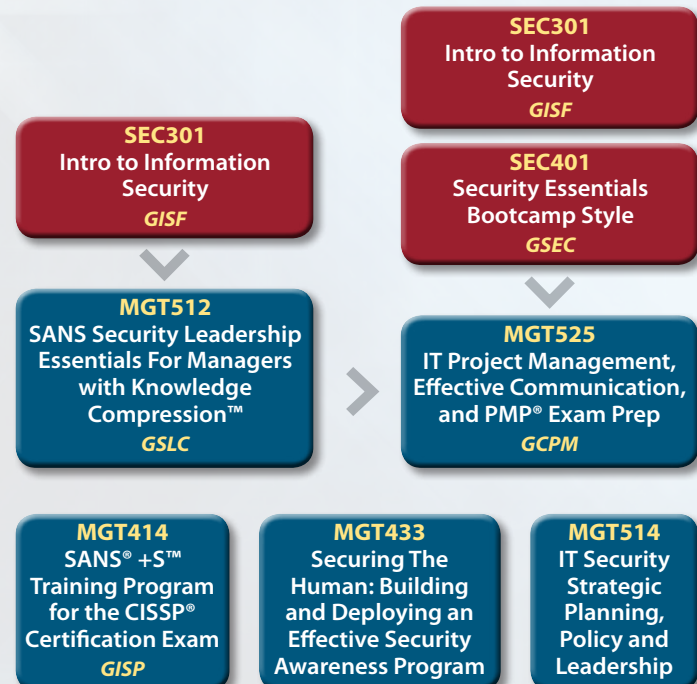 SEC301
Intro to Information
Security
GISF
SEC301
Intro to Information
Security
GISF
SEC401
Security Essentials
Bootcamp Style
GSEC
MGT512
SANS Security Leadership
Essentials For Managers
with Knowledge
Compression™
GSLC
MGT525
IT Project Management,
Effective Communication,
and PMP® Exam Prep
GCPM
MGT414
SANS® +S™
Training Program
for the CISSP®
Certification Exam
GISP
MGT433
Securing The
Human: Building
and Deploying an
Effective Security
Awareness Program
MGT514
IT Security
Strategic
Planning,
Policy and
Leadership